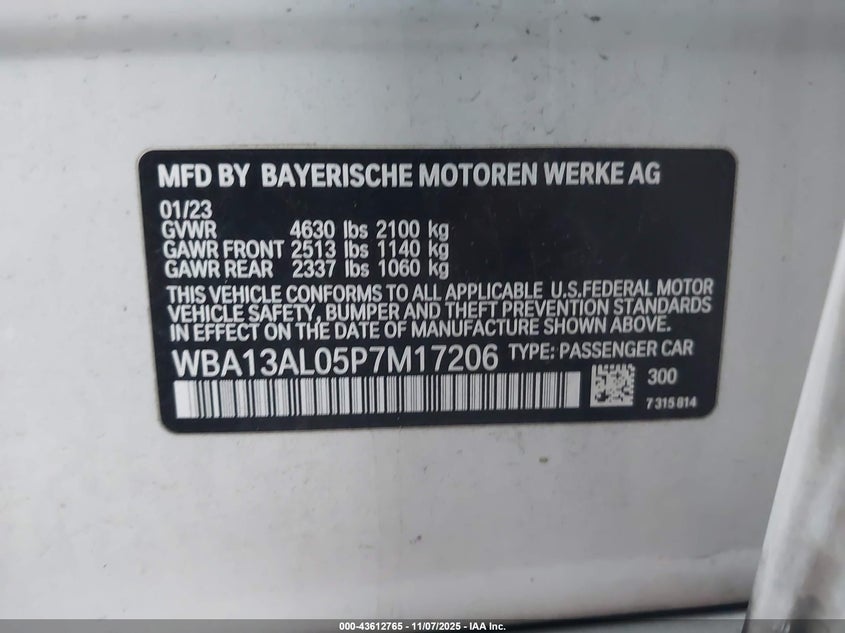 MFD BY BAYERISCHE MOTOREN WERKE AG
01/23
GVWR 4630 lbs 2100 kg
GAWR FRONT 2513 lbs 1140 kg
GAWR REAR 2337 lbs 1060 kg
THIS VEHICLE CONFORMS TO ALL APPLICABLE U.S.FEDERAL MOTOR
VEHICLE SAFETY, BUMPER AND THEFT PREVENTION STANDARDS
IN EFFECT ON THE DATE OF MANUFACTURE SHOWN ABOVE.
WBA13AL05P7M17206 TYPE: PASSENGER CAR
300
7 315 814
000-43612765 - 11/07/2025 - IAA Inc.